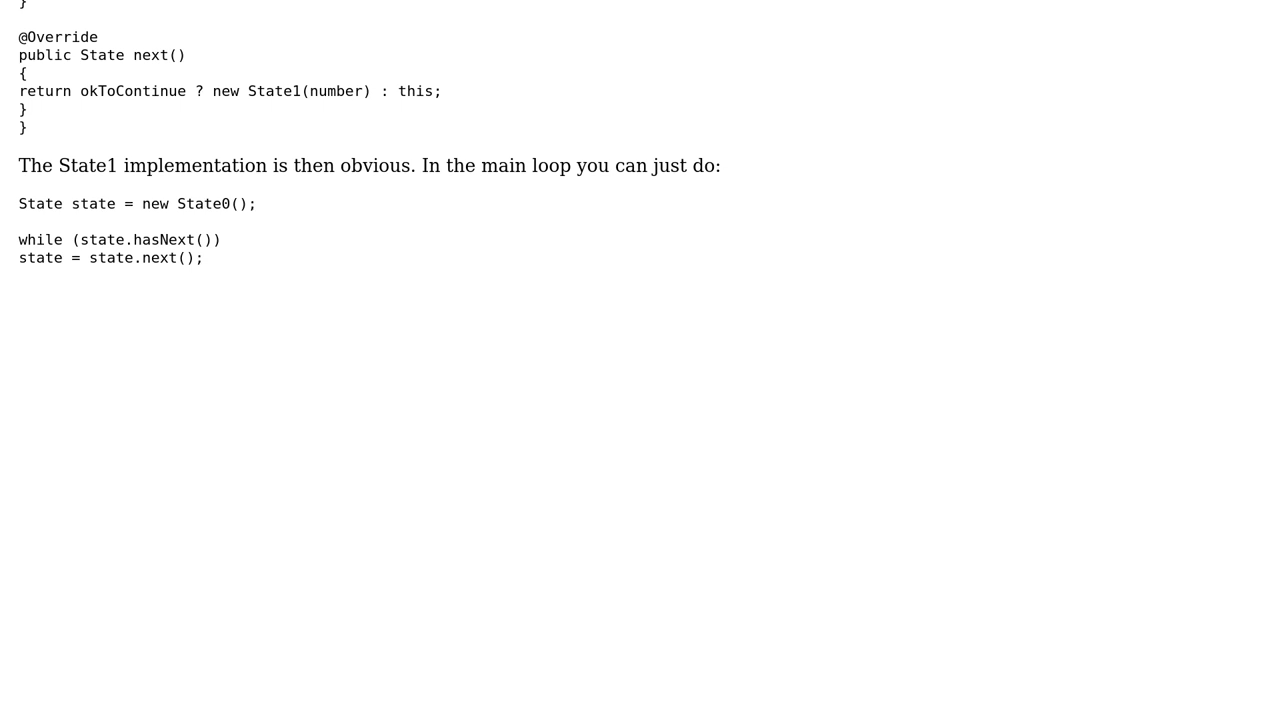 }
@Override
public State next()
{
return okToContinue ? new State1(number) : this;
}
}
The State1 implementation is then obvious. In the main loop you can just do:
State state = new State0();
while (state.hasNext())
state = state.next();